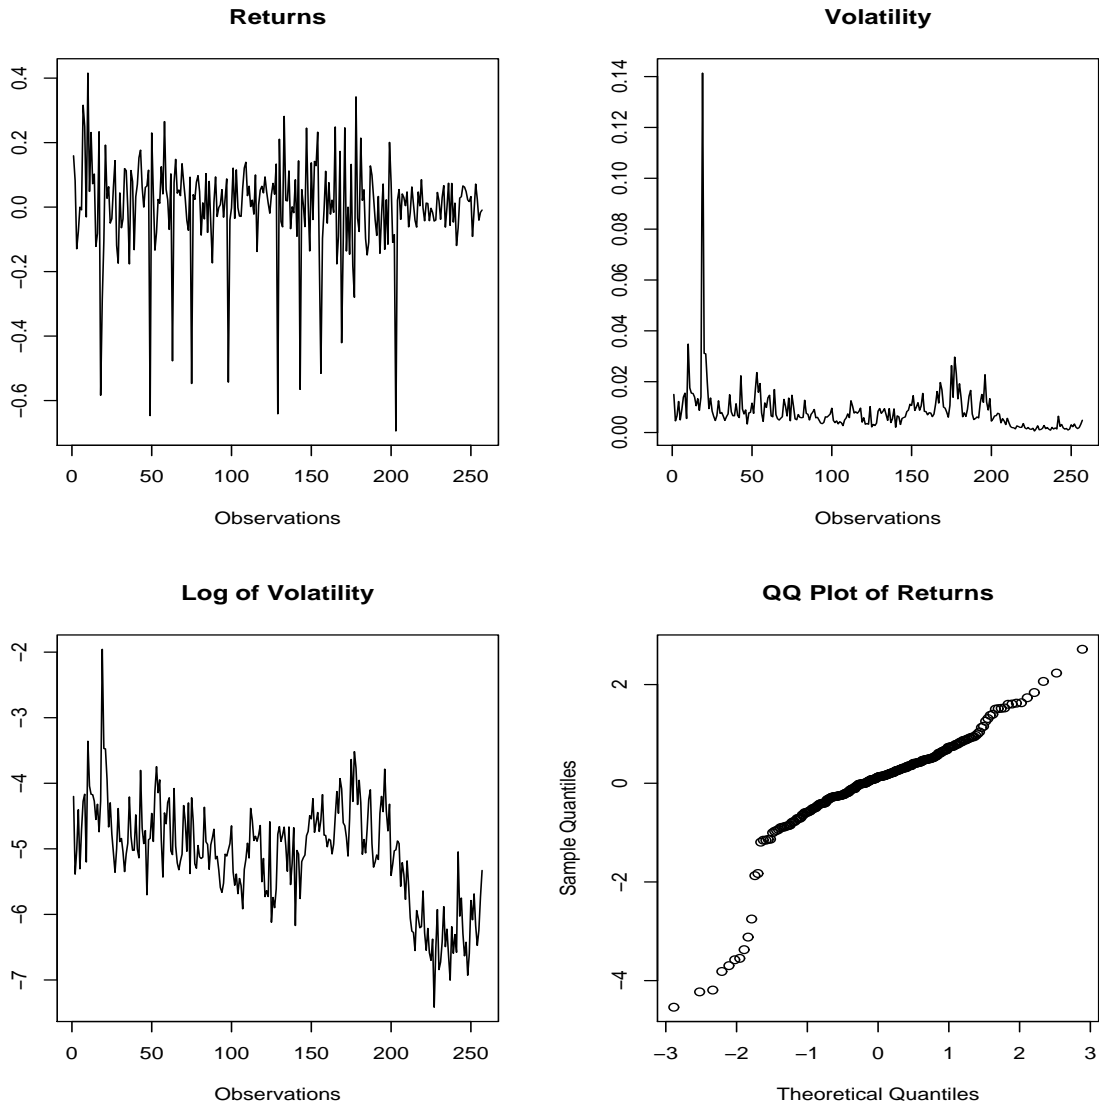 Returns
0.4
0.2
0.0
−0.2
−0.4
−0.6
0 50 100 150 200 250
Observations
Volatility
0.14
0.12
0.10
0.08
0.06
0.04
0.02
0.00
0 50 100 150 200 250
Observations
Log of Volatility
−2
−3
−4
−5
−6
−7
0 50 100 150 200 250
Observations
QQ Plot of Returns
Sample Quantiles
2
0
−2
−4
−3 −2 −1 0 1 2 3
Theoretical Quantiles